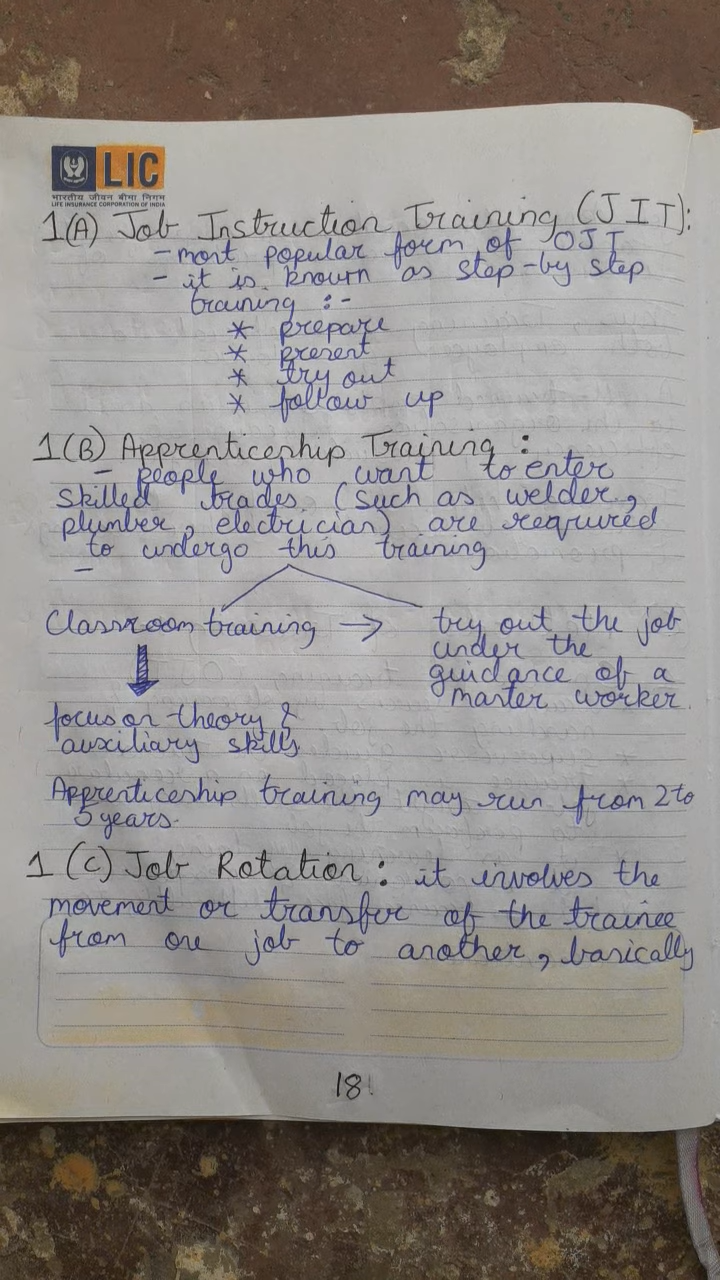 LIC
भारतीय जीवन बीमा निगम
LIFE INSURANCE CORPORATION OF INDIA
1(A) Job Instruction Training (JIT):
- most popular form of OJT
- it is known as step-by step
training :-
* prepare
* present
* try out
* follow up
1(B) Apprenticeship Training :
- people who want to enter
skilled trades (such as welder,
plumber, electrician) are required
to undergo this training
-
Classroom training → try out the job
under the
guidance of a
master worker.
focus on theory &
auxiliary skills
Apprenticeship training may run from 2 to
5 years.
1 (C) Job Rotation : it involves the
movement or transfer of the trainee
from one job to another, basically
18